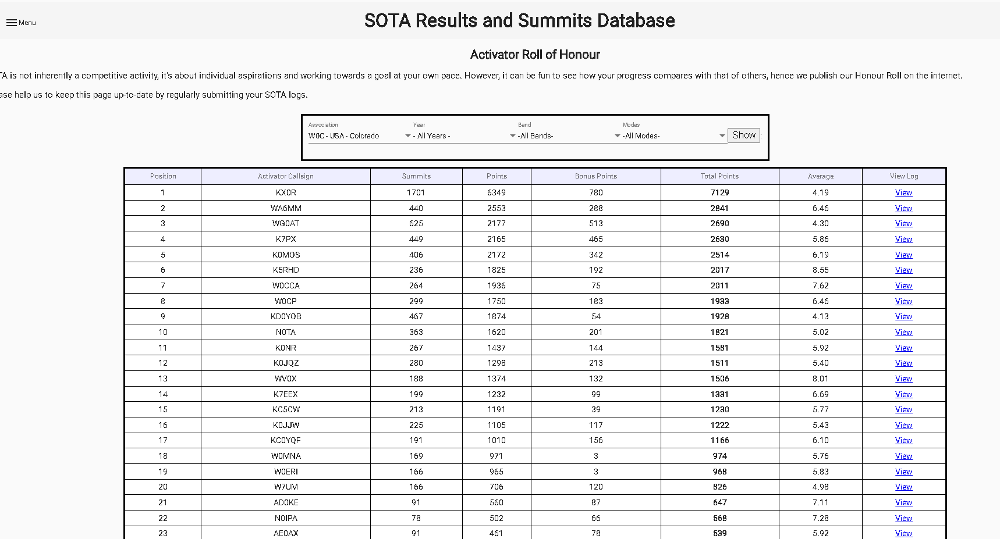 Menu
SOTA Results and Summits Database
Activator Roll of Honour
TA is not inherently a competitive activity, it's about individual aspirations and working towards a goal at your own pace. However, it can be fun to see how your progress compares with that of others, hence we publish our Honour Roll on the internet.
ase help us to keep this page up-to-date by regularly submitting your SOTA logs.
Association Year Band Modes
W0C - USA - Colorado - All Years - -All Bands- -All Modes- Show :
Position Activator Callsign Summits Points Bonus Points Total Points Average View Log
1 KX0R 1701 6349 780 7129 4.19 View
2 WA6MM 440 2553 288 2841 6.46 View
3 WG0AT 625 2177 513 2690 4.30 View
4 K7PX 449 2165 465 2630 5.86 View
5 K0MOS 406 2172 342 2514 6.19 View
6 K5RHD 236 1825 192 2017 8.55 View
7 W0CCA 264 1936 75 2011 7.62 View
8 W0CP 299 1750 183 1933 6.46 View
9 KD0YOB 467 1874 54 1928 4.13 View
10 N0TA 363 1620 201 1821 5.02 View
11 K0NR 267 1437 144 1581 5.92 View
12 K0JQZ 280 1298 213 1511 5.40 View
13 WV0X 188 1374 132 1506 8.01 View
14 K7EEX 199 1232 99 1331 6.69 View
15 KC5CW 213 1191 39 1230 5.77 View
16 K0JJW 225 1105 117 1222 5.43 View
17 KC0YQF 191 1010 156 1166 6.10 View
18 W0MNA 169 971 3 974 5.76 View
19 W0ERI 166 965 3 968 5.83 View
20 W7UM 166 706 120 826 4.98 View
21 AD0KE 91 560 87 647 7.11 View
22 N0IPA 78 502 66 568 7.28 View
23 AE0AX 91 461 78 539 5.92 View